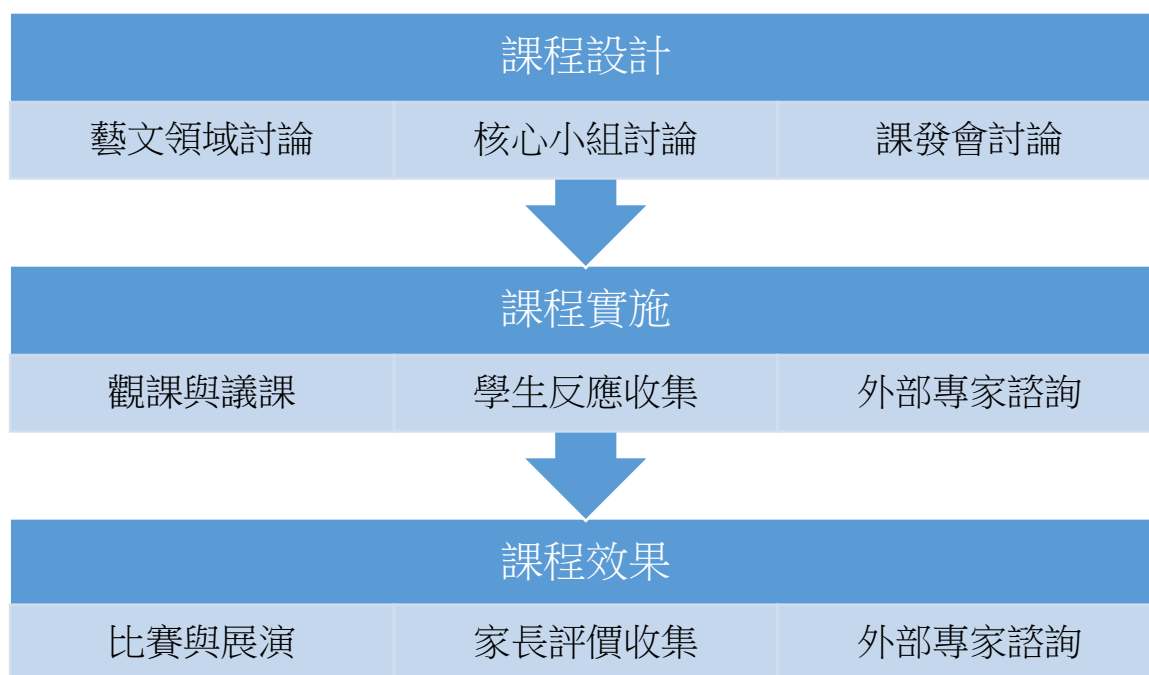 課程設計
藝文領域討論 核心小組討論 課發會討論
課程實施
觀課與議課 學生反應收集 外部專家諮詢
課程效果
比賽與展演 家長評價收集 外部專家諮詢